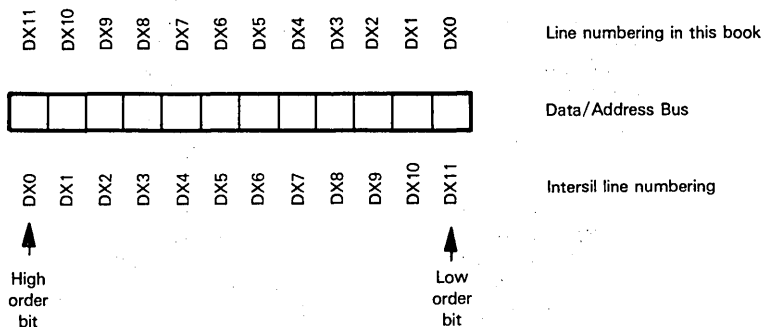 DX11 DX10 DX9 DX8 DX7 DX6 DX5 DX4 DX3 DX2 DX1 DX0 Line numbering in this book
Data/Address Bus
DX0 DX1 DX2 DX3 DX4 DX5 DX6 DX7 DX8 DX9 DX10 DX11 Intersil line numbering
High Low
order order
bit bit